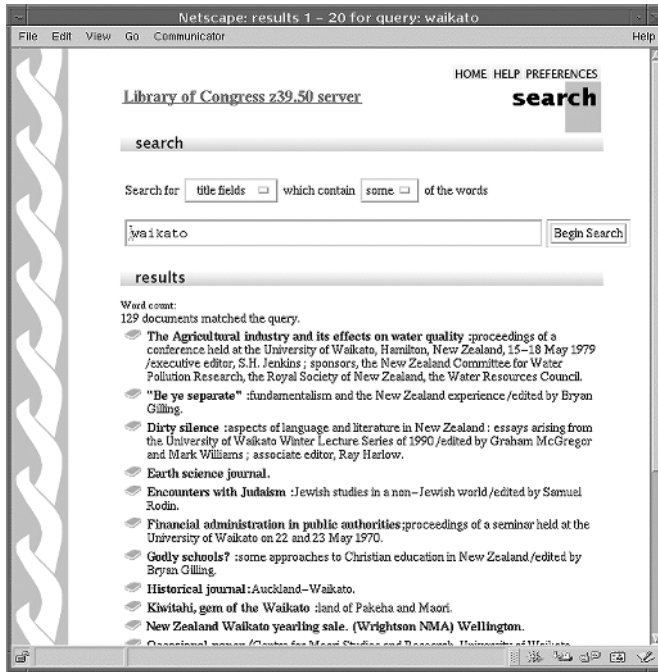 Netscape: results 1 – 20 for query: waikato
File Edit View Go Communicator Help
HOME HELP PREFERENCES
Library of Congress z39.50 server
search
search
Search for title fields which contain some of the words
waikato Begin Search
results
Word count:
129 documents matched the query.
The Agricultural industry and its effects on water quality :proceedings of a
conference held at the University of Waikato, Hamilton, New Zealand, 15–18 May 1979
/executive editor, S.H. Jenkins ; sponsors, the New Zealand Committee for Water
Pollution Research, the Royal Society of New Zealand, the Water Resources Council.
"Be ye separate" :fundamentalism and the New Zealand experience/edited by Bryan
Gilling.
Dirty silence :aspects of language and literature in New Zealand : essays arising from
the University of Waikato Winter Lecture Series of 1990/edited by Graham McGregor
and Mark Williams ; associate editor, Ray Harlow.
Earth science journal.
Encounters with Judaism :Jewish studies in a non–Jewish world/edited by Samuel
Rodin.
Financial administration in public authorities;proceedings of a seminar held at the
University of Waikato on 22 and 23 May 1970.
Godly schools? :some approaches to Christian education in New Zealand/edited by
Bryan Gilling.
Historical journal:Auckland–Waikato.
Kiwitahi, gem of the Waikato :land of Pakeha and Maori.
New Zealand Waikato yearling sale. (Wrightson NMA) Wellington.
Occasional paper (Centre for Maori Studies and Research, University of Waikato